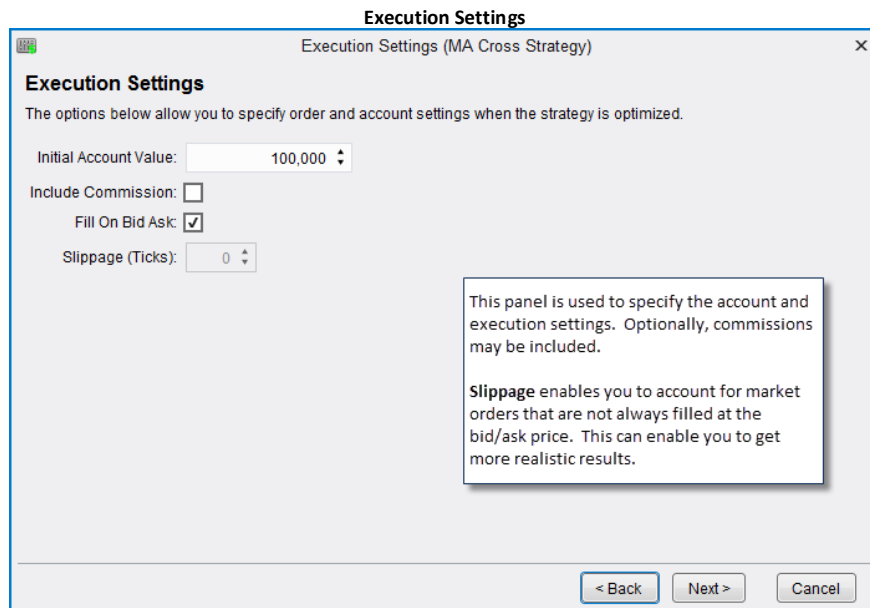 Execution Settings
Execution Settings (MA Cross Strategy)
Execution Settings
The options below allow you to specify order and account settings when the strategy is optimized.
Initial Account Value: 100,000
Include Commission:
Fill On Bid Ask:
Slippage (Ticks): 0
This panel is used to specify the account and
execution settings. Optionally, commissions
may be included.
Slippage enables you to account for market
orders that are not always filled at the
bid/ask price. This can enable you to get
more realistic results.
< Back Next > Cancel